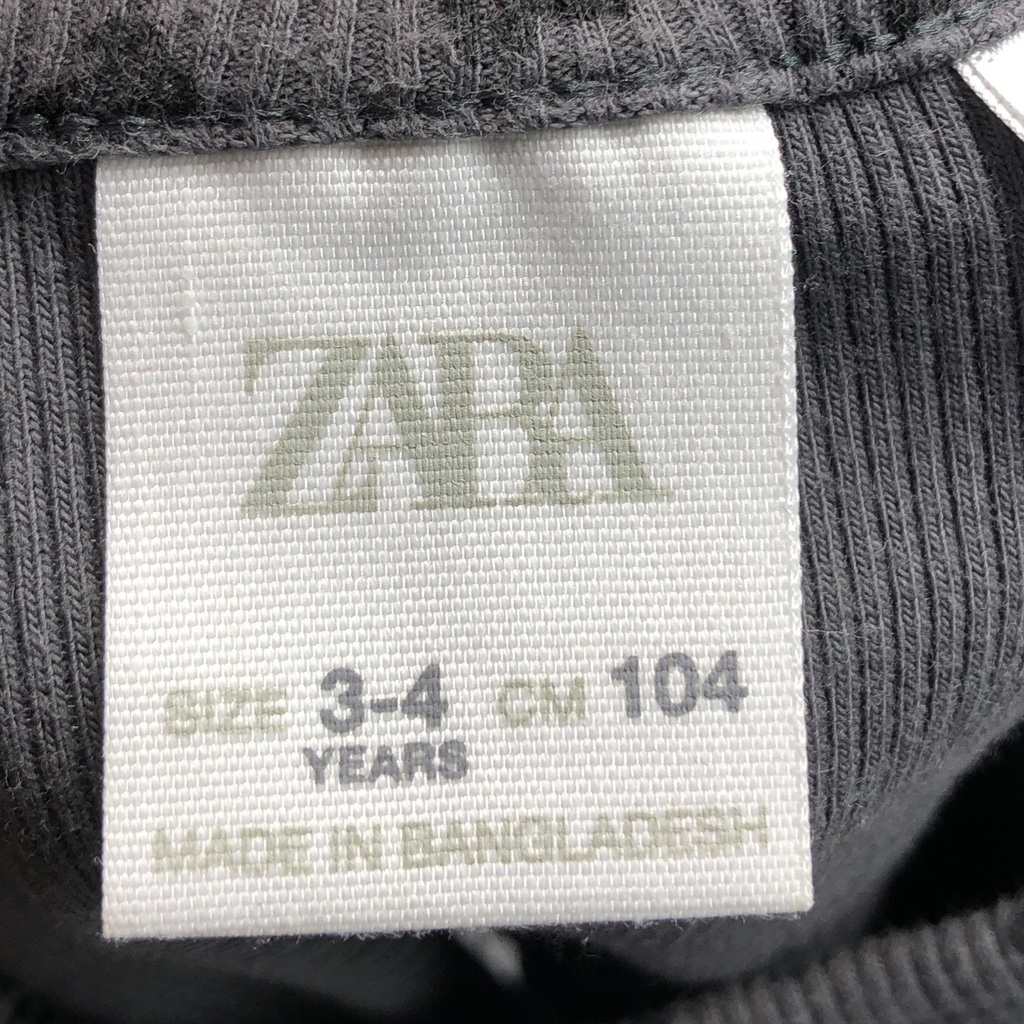 ZARA
SIZE 3-4 CM 104
YEARS
MADE IN BANGLADESH